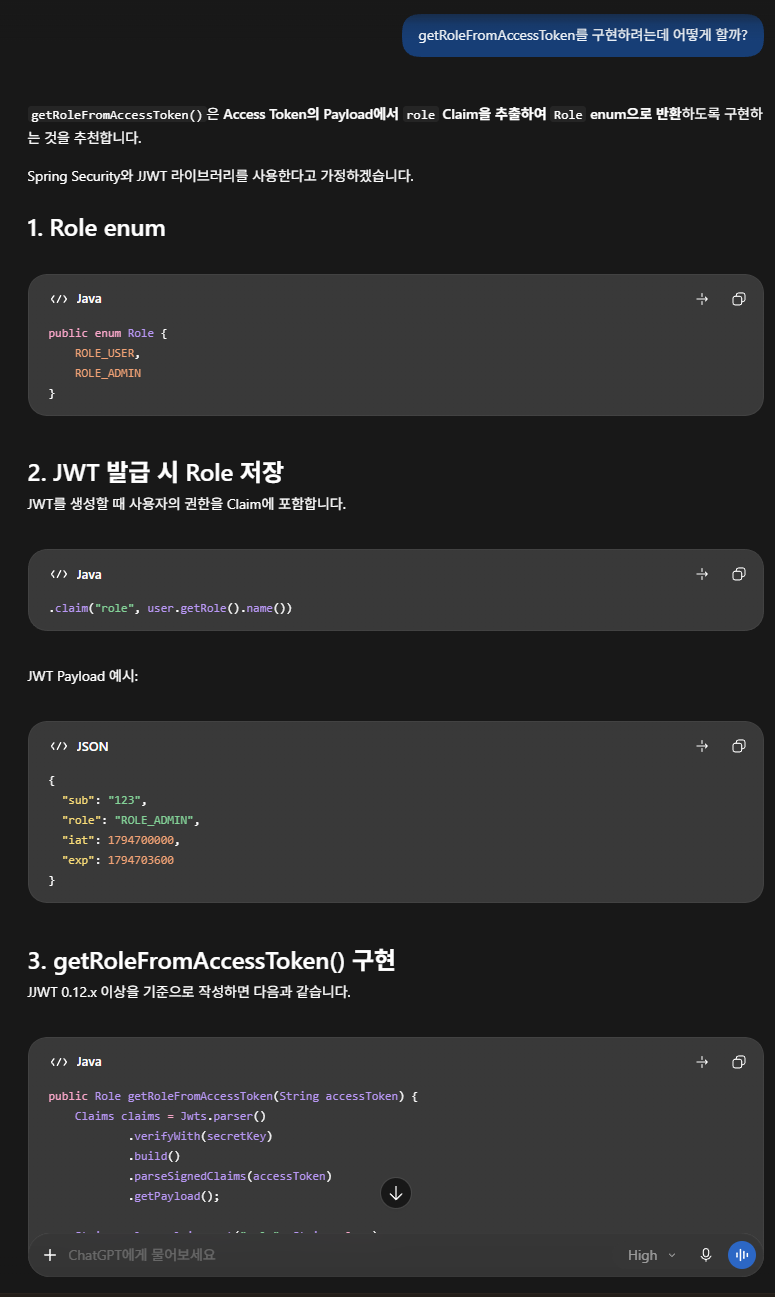 getRoleFromAccessToken를 구현하려는데 어떻게 할까?
getRoleFromAccessToken()은 Access Token의 Payload에서 role Claim을 추출하여 Role enum으로 반환하도록 구현하
는 것을 추천합니다.
Spring Security와 JJWT 라이브러리를 사용한다고 가정하겠습니다.
1. Role enum
</> Java
public enum Role {
    ROLE_USER,
    ROLE_ADMIN
}
2. JWT 발급 시 Role 저장
JWT를 생성할 때 사용자의 권한을 Claim에 포함합니다.
</> Java
.claim("role", user.getRole().name())
JWT Payload 예시:
</> JSON
{
  "sub": "123",
  "role": "ROLE_ADMIN",
  "iat": 1794700000,
  "exp": 1794703600
}
3. getRoleFromAccessToken() 구현
JJWT 0.12.x 이상을 기준으로 작성하면 다음과 같습니다.
</> Java
public Role getRoleFromAccessToken(String accessToken) {
    Claims claims = Jwts.parser()
            .verifyWith(secretKey)
            .build()
            .parseSignedClaims(accessToken)
            .getPayload();
ChatGPT에게 물어보세요
High